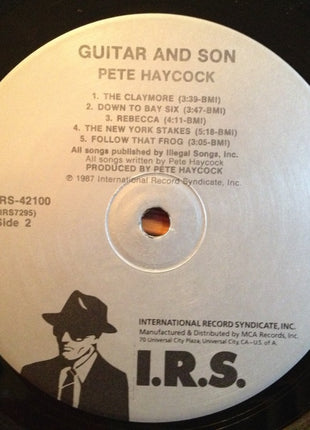 GUITAR AND SON
PETE HAYCOCK
1. THE CLAYMORE (3:39-BMI)
2. DOWN TO BAY SIX (3:47-BMI)
3. REBECCA (4:11-BMI)
4. THE NEW YORK STAKES (5:18-BMI)
5. FOLLOW THAT FROG (3:05-BMI)
All songs published by Illegal Songs, Inc.
All songs written by Pete Haycock
PRODUCED BY PETE HAYCOCK
℗ 1987 International Record Syndicate, Inc.
RS-42100
IRS7295)
Side 2
INTERNATIONAL RECORD SYNDICATE, INC.
Manufactured & Distributed by MCA Records, Inc.
70 Universal City Plaza, Universal City, CA.-U.S. of A.
I.R.S.